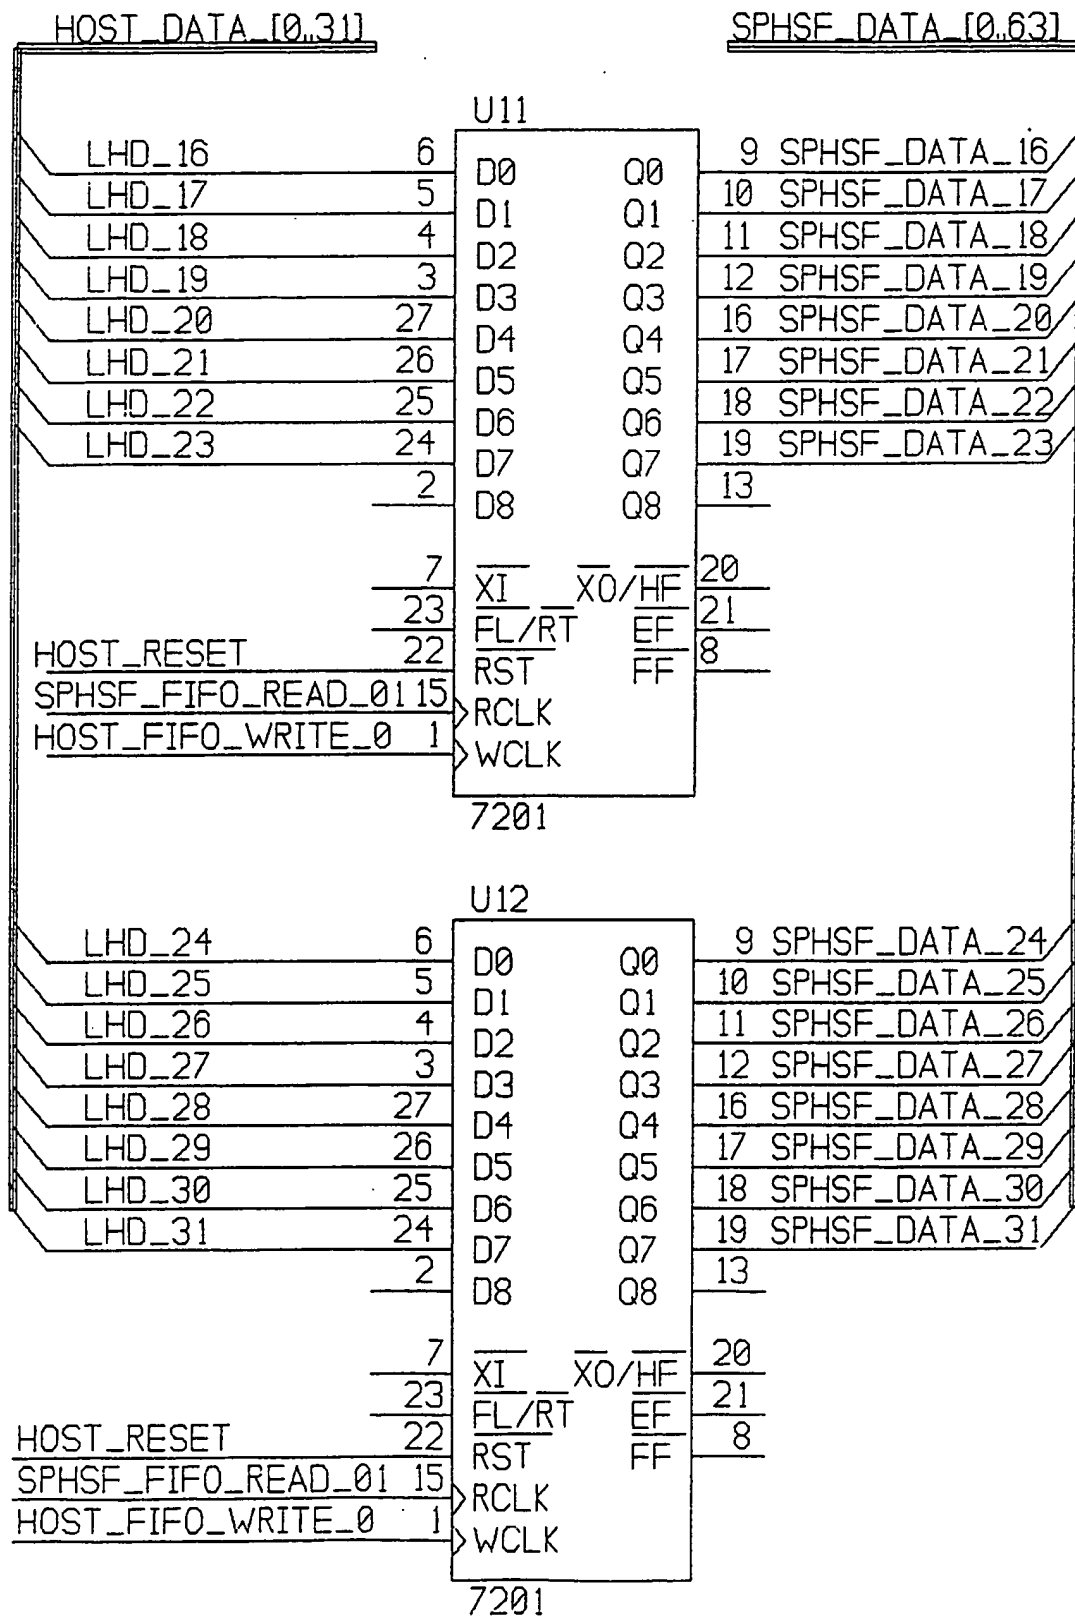 HOST_DATA_[0..31] SPHSF_DATA_[0..63]
U11
LHD_16 6 D0 Q0 9 SPHSF_DATA_16
LHD_17 5 D1 Q1 10 SPHSF_DATA_17
LHD_18 4 D2 Q2 11 SPHSF_DATA_18
LHD_19 3 D3 Q3 12 SPHSF_DATA_19
LHD_20 27 D4 Q4 16 SPHSF_DATA_20
LHD_21 26 D5 Q5 17 SPHSF_DATA_21
LHD_22 25 D6 Q6 18 SPHSF_DATA_22
LHD_23 24 D7 Q7 19 SPHSF_DATA_23
2 D8 Q8 13
7 XI XO/HF 20
23 FL/RT EF 21
HOST_RESET 22 RST FF 8
SPHSF_FIFO_READ_01 15 RCLK
HOST_FIFO_WRITE_0 1 WCLK
7201
U12
LHD_24 6 D0 Q0 9 SPHSF_DATA_24
LHD_25 5 D1 Q1 10 SPHSF_DATA_25
LHD_26 4 D2 Q2 11 SPHSF_DATA_26
LHD_27 3 D3 Q3 12 SPHSF_DATA_27
LHD_28 27 D4 Q4 16 SPHSF_DATA_28
LHD_29 26 D5 Q5 17 SPHSF_DATA_29
LHD_30 25 D6 Q6 18 SPHSF_DATA_30
LHD_31 24 D7 Q7 19 SPHSF_DATA_31
2 D8 Q8 13
7 XI XO/HF 20
23 FL/RT EF 21
HOST_RESET 22 RST FF 8
SPHSF_FIFO_READ_01 15 RCLK
HOST_FIFO_WRITE_0 1 WCLK
7201